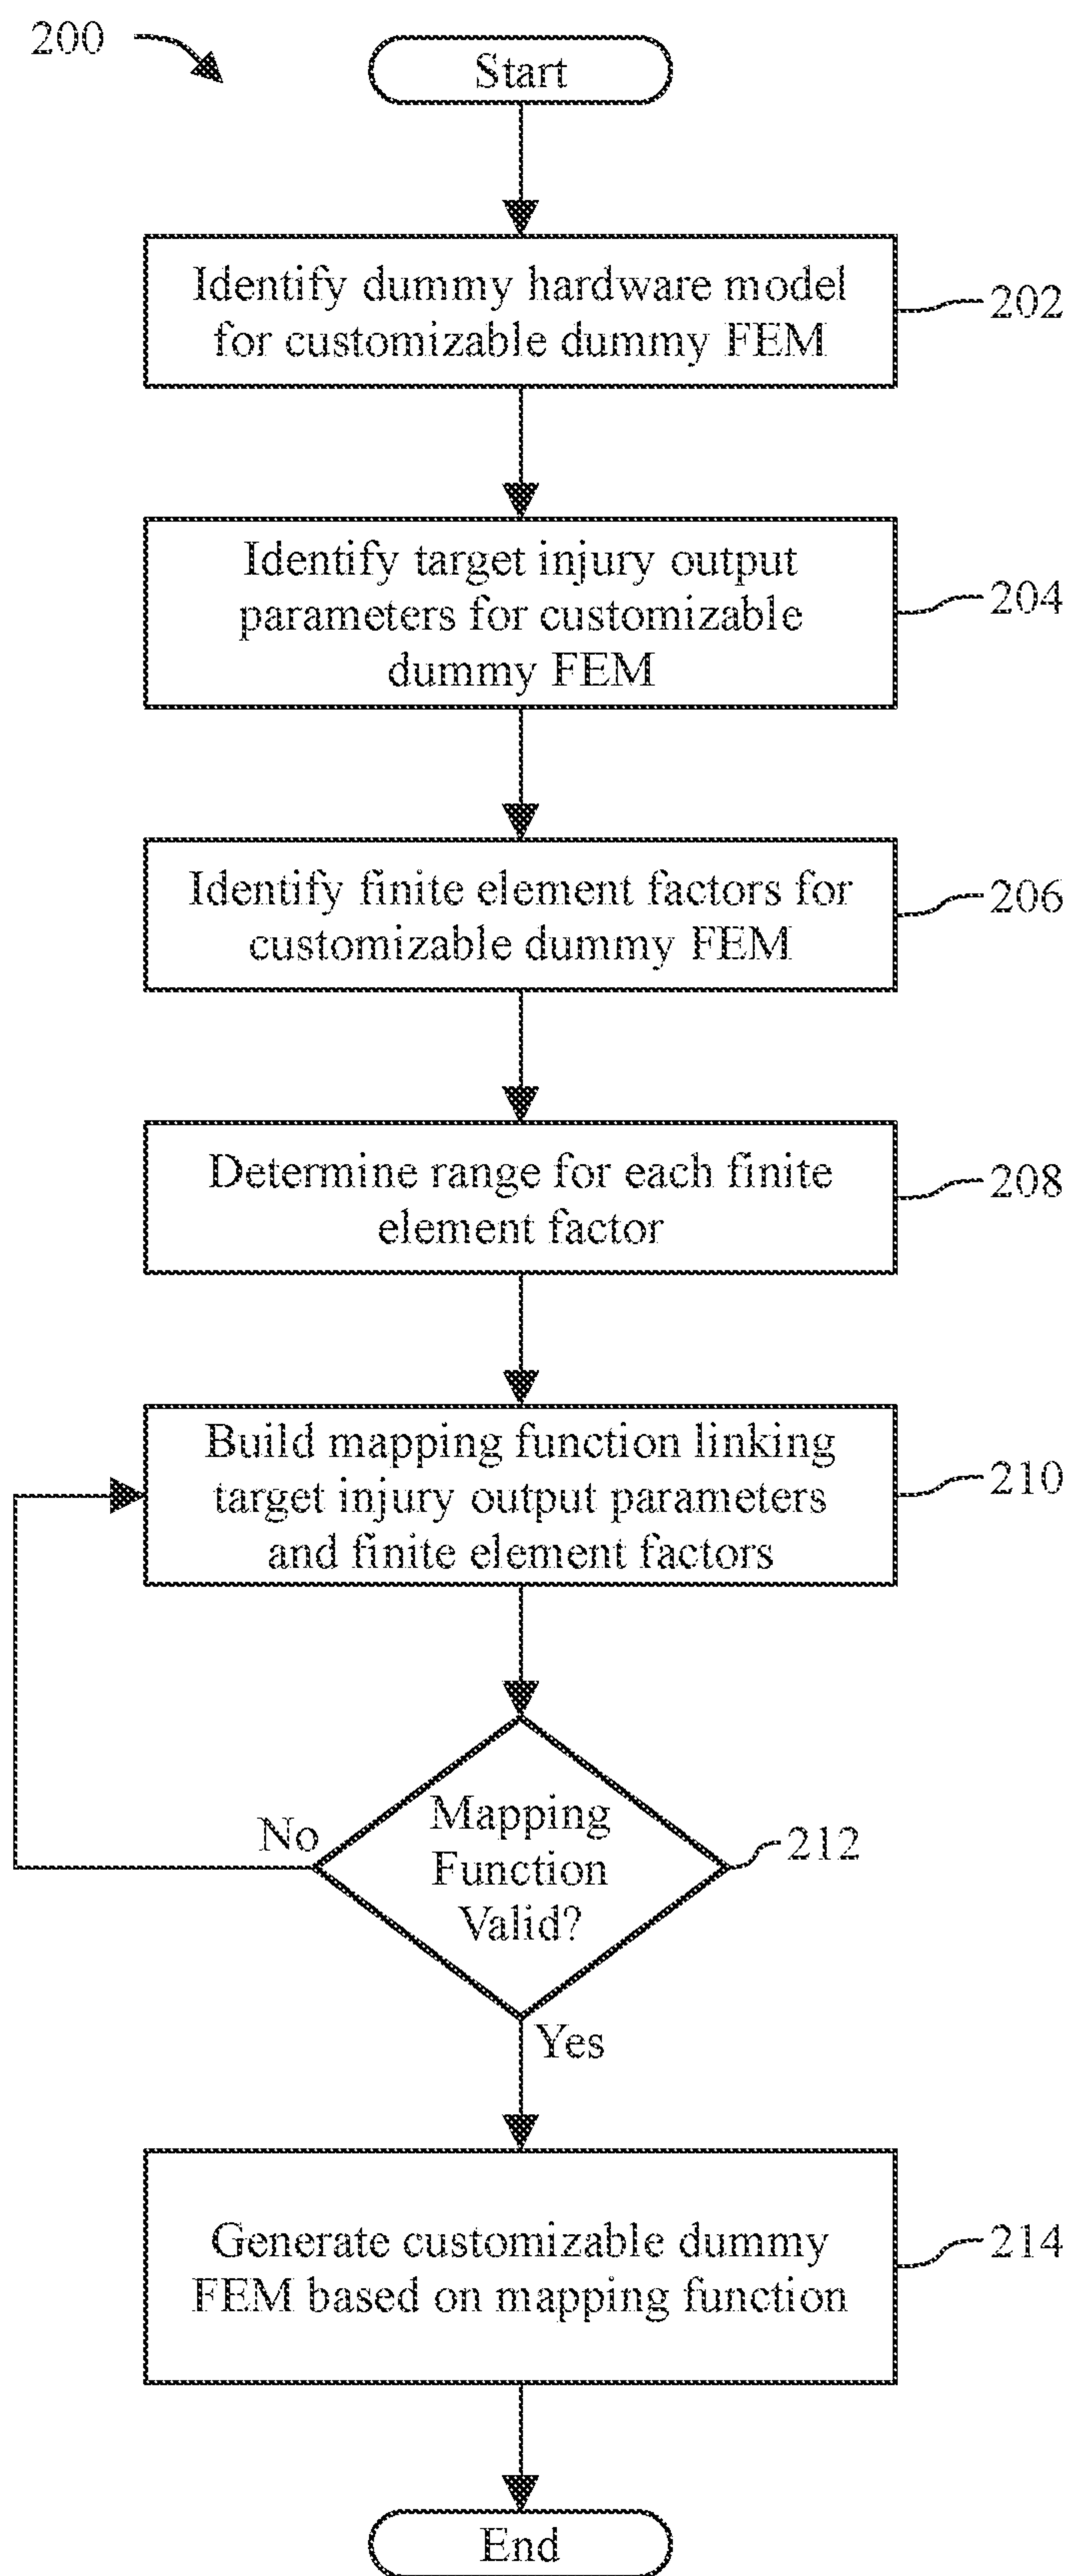 200
Start
Identify dummy hardware model
for customizable dummy FEM
202
Identify target injury output
parameters for customizable
dummy FEM
204
Identify finite element factors for
customizable dummy FEM
206
Determine range for each finite
element factor
208
Build mapping function linking
target injury output parameters
and finite element factors
210
Mapping
Function
Valid?
No
212
Yes
Generate customizable dummy
FEM based on mapping function
214
End